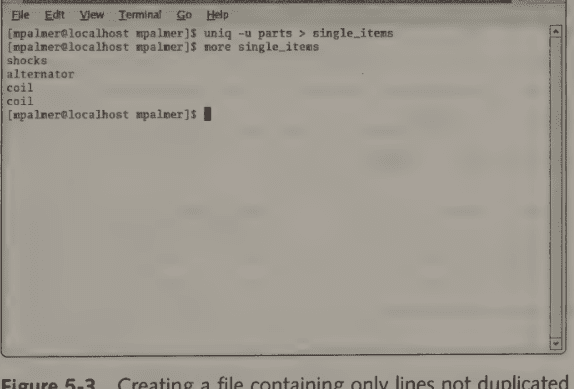 File Edit View Terminal Go Help
[mpalmer@localhost mpalmer]$ uniq -u parts > single_items
[mpalmer@localhost mpalmer]$ more single_items
shocks
alternator
coil
coil
[mpalmer@localhost mpalmer]$
Figure 5-3 Creating a file containing only lines not duplicated